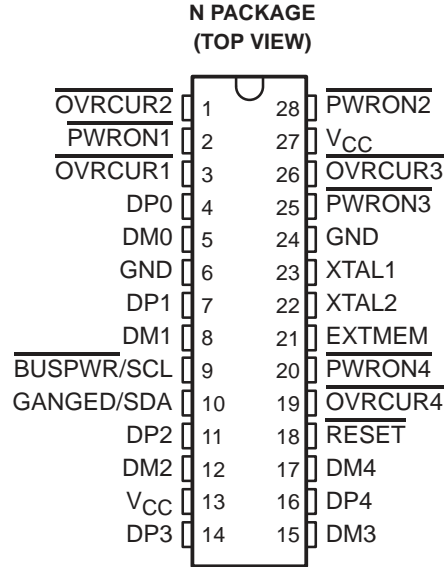 N PACKAGE
(TOP VIEW)
OVRCUR2 1 28 PWRON2
PWRON1 2 27 VCC
OVRCUR1 3 26 OVRCUR3
DP0 4 25 PWRON3
DM0 5 24 GND
GND 6 23 XTAL1
DP1 7 22 XTAL2
DM1 8 21 EXTMEM
BUSPWR/SCL 9 20 PWRON4
GANGED/SDA 10 19 OVRCUR4
DP2 11 18 RESET
DM2 12 17 DM4
VCC 13 16 DP4
DP3 14 15 DM3